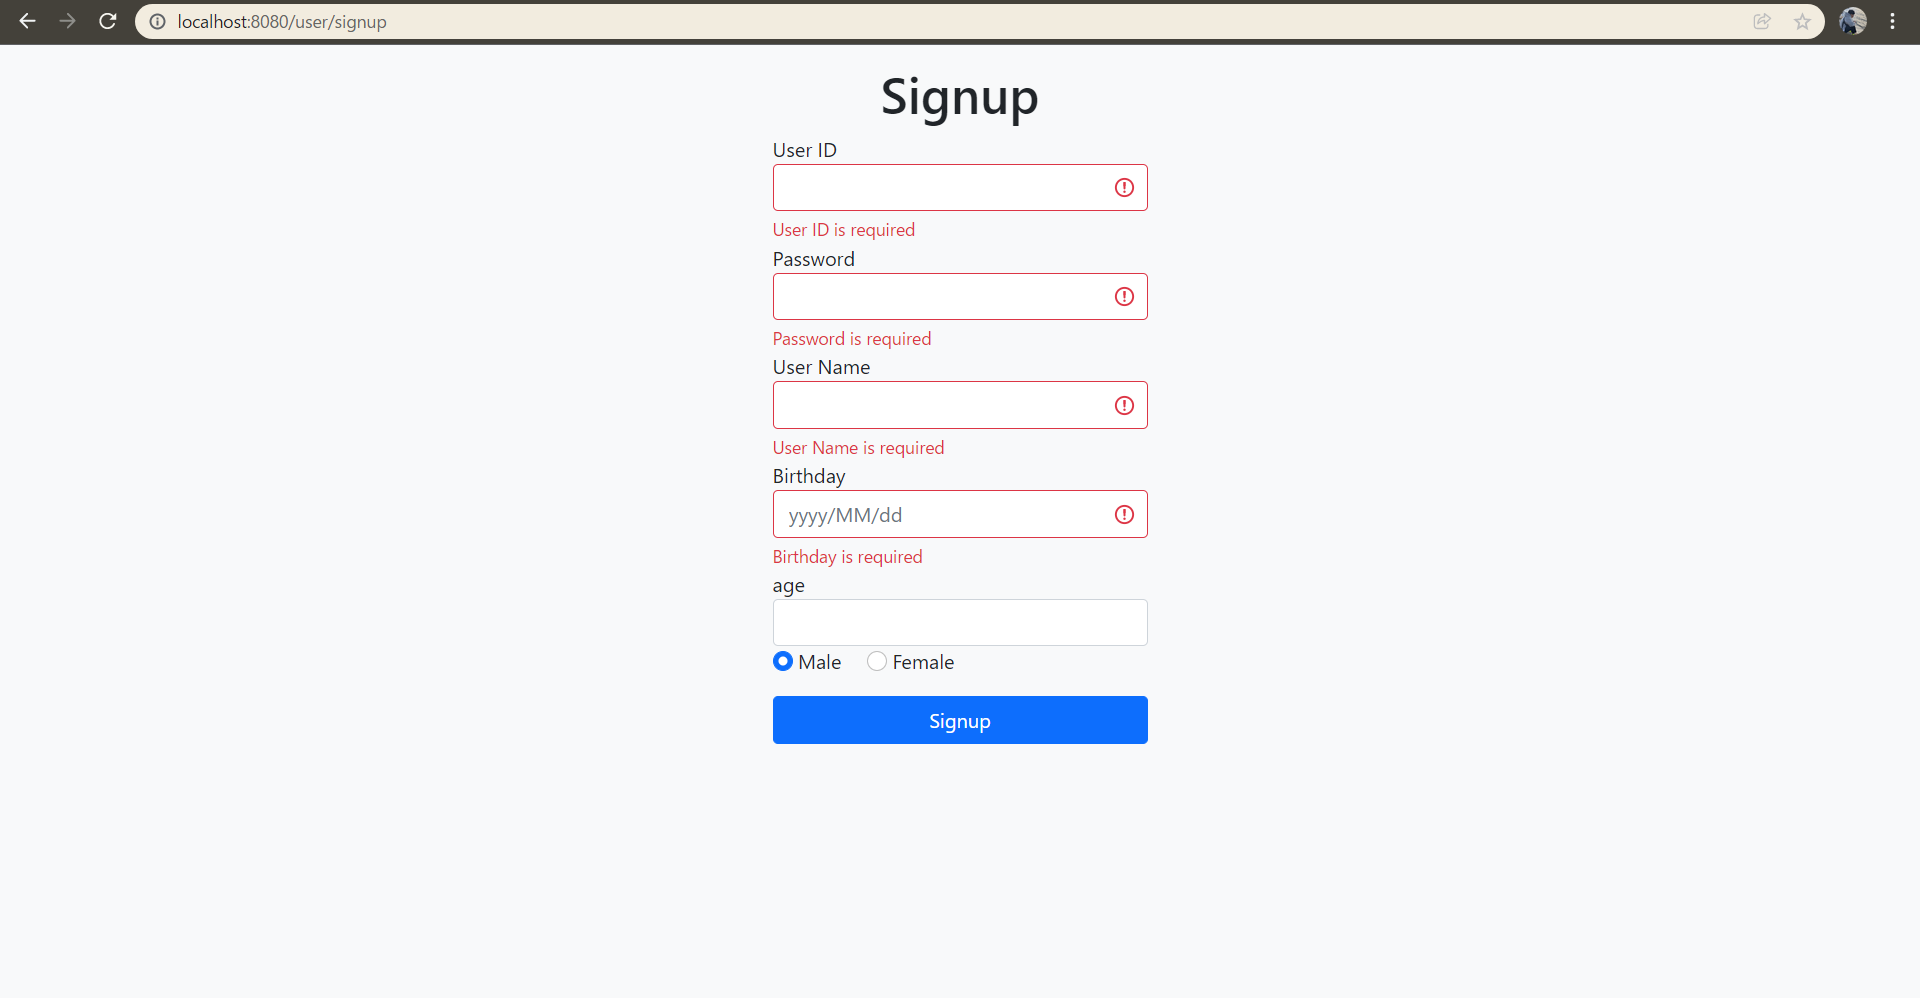 localhost:8080/user/signup
Signup
User ID
User ID is required
Password
Password is required
User Name
User Name is required
Birthday
yyyy/MM/dd
Birthday is required
age
Male Female
Signup